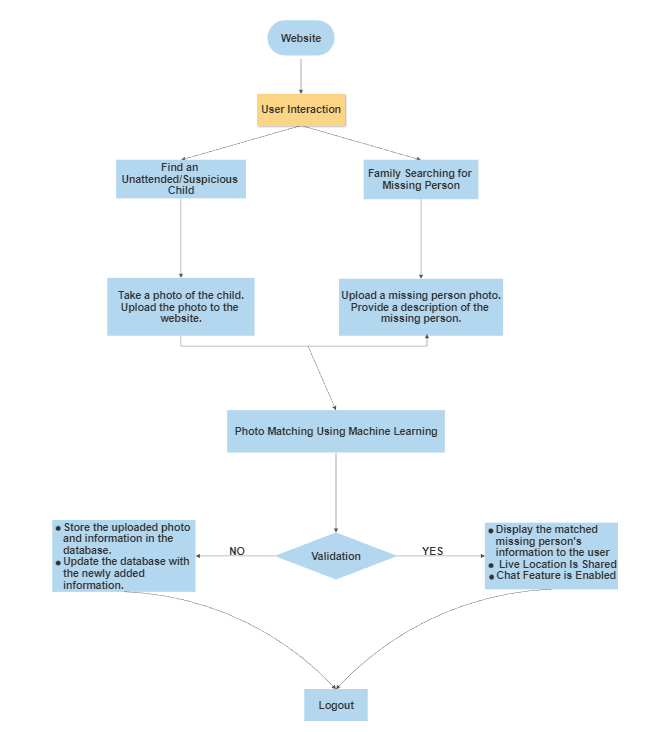 Website
User Interaction
Find an
Unattended/Suspicious
Child
Family Searching for
Missing Person
Take a photo of the child.
Upload the photo to the
website.
Upload a missing person photo.
Provide a description of the
missing person.
Photo Matching Using Machine Learning
● Store the uploaded photo
and information in the
database.
● Update the database with
the newly added
information.
NO
Validation
YES
● Display the matched
missing person's
information to the user
● Live Location Is Shared
● Chat Feature is Enabled
Logout